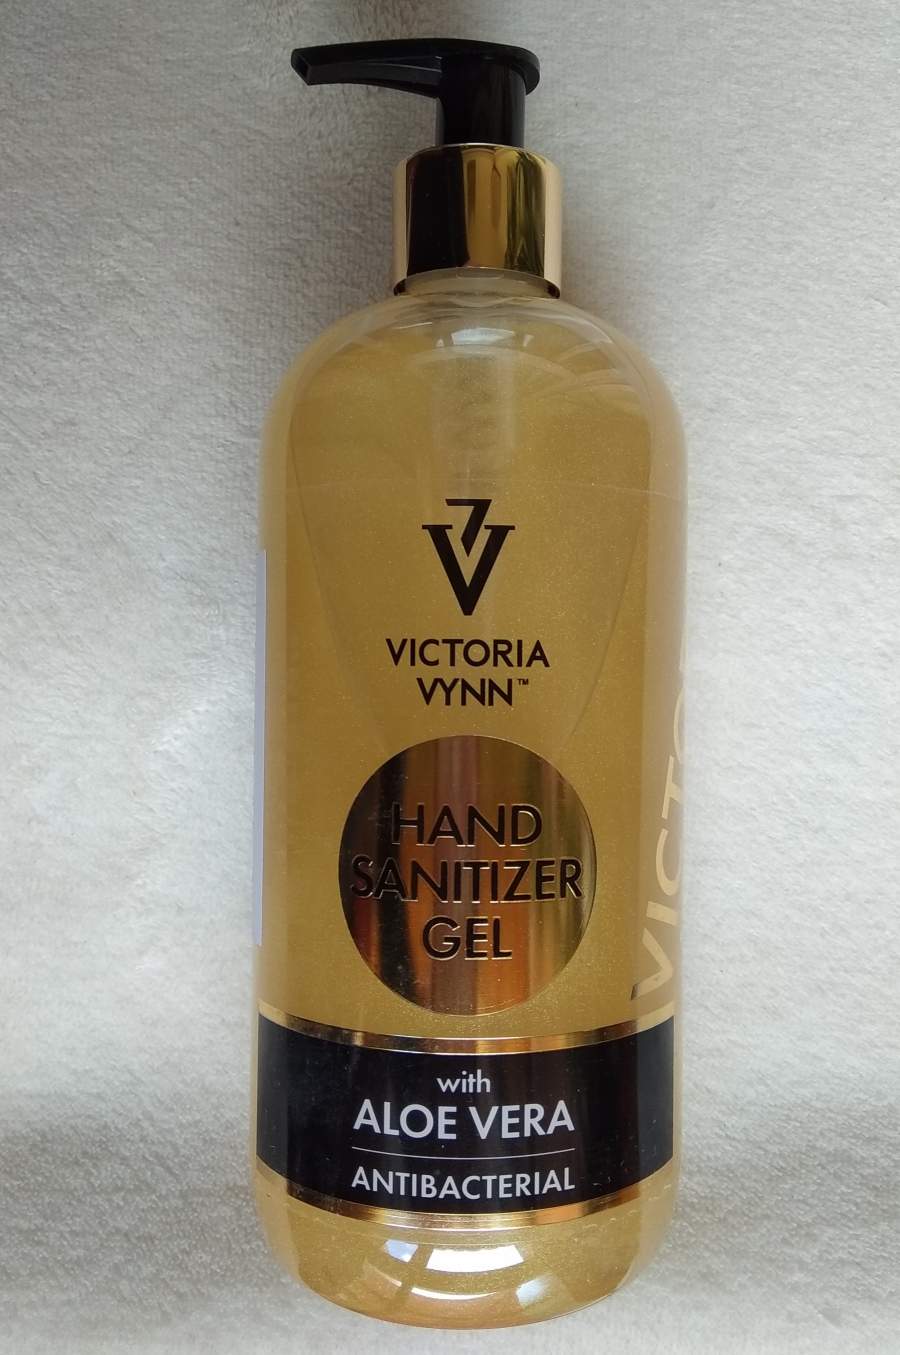 VICTORIA
VYNN™
HAND
SANITIZER
GEL
with
ALOE VERA
ANTIBACTERIAL